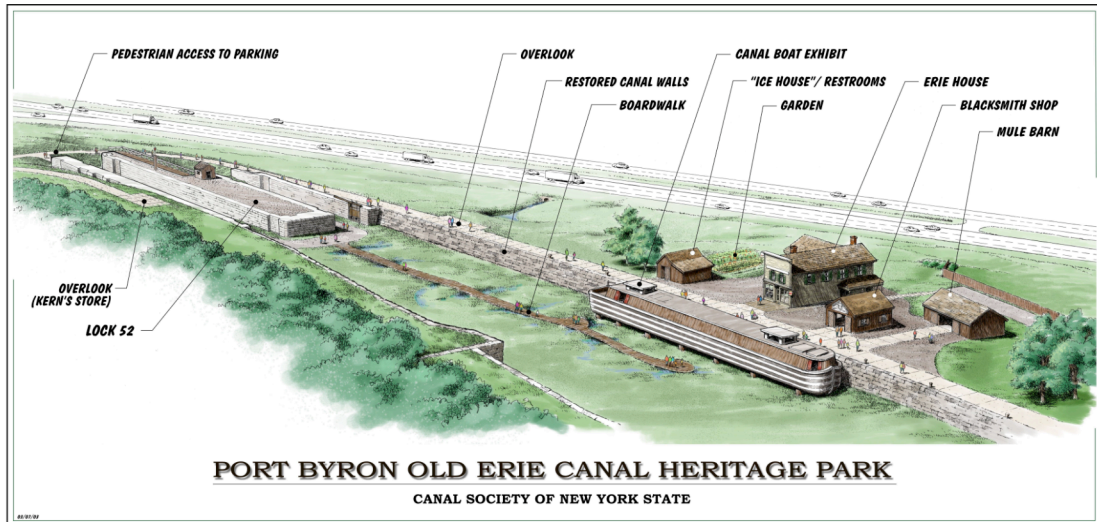 PEDESTRIAN ACCESS TO PARKING
OVERLOOK
CANAL BOAT EXHIBIT
RESTORED CANAL WALLS
"ICE HOUSE"/ RESTROOMS
ERIE HOUSE
BOARDWALK
GARDEN
BLACKSMITH SHOP
MULE BARN
OVERLOOK
(KERN'S STORE)
LOCK 52
PORT BYRON OLD ERIE CANAL HERITAGE PARK
CANAL SOCIETY OF NEW YORK STATE